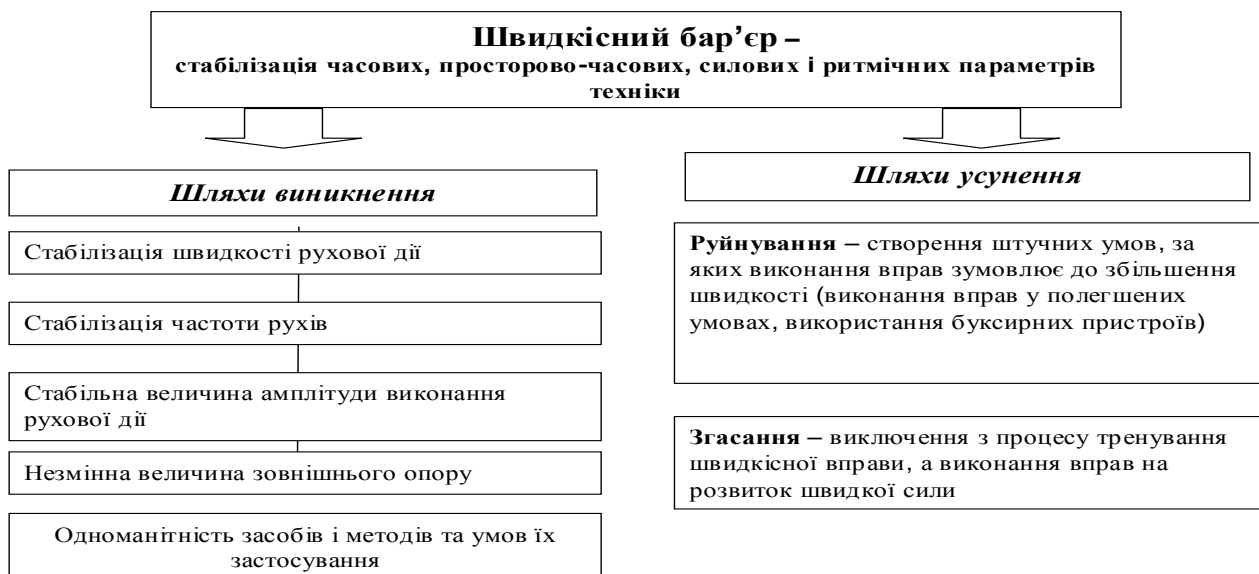 Швидкісний бар’єр –
стабілізація часових, просторово-часових, силових і ритмічних параметрів
техніки
Шляхи виникнення
Стабілізація швидкості рухової дії
Стабілізація частоти рухів
Стабільна величина амплітуди виконання
рухової дії
Незмінна величина зовнішнього опору
Одноманітність засобів і методів та умов їх
застосування
Шляхи усунення
Руйнування – створення штучних умов, за
яких виконання вправ зумовлює до збільшення
швидкості (виконання вправ у полегшених
умовах, використання буксирних пристроїв)
Згасання – виключення з процесу тренування
швидкісної вправи, а виконання вправ на
розвиток швидкої сили